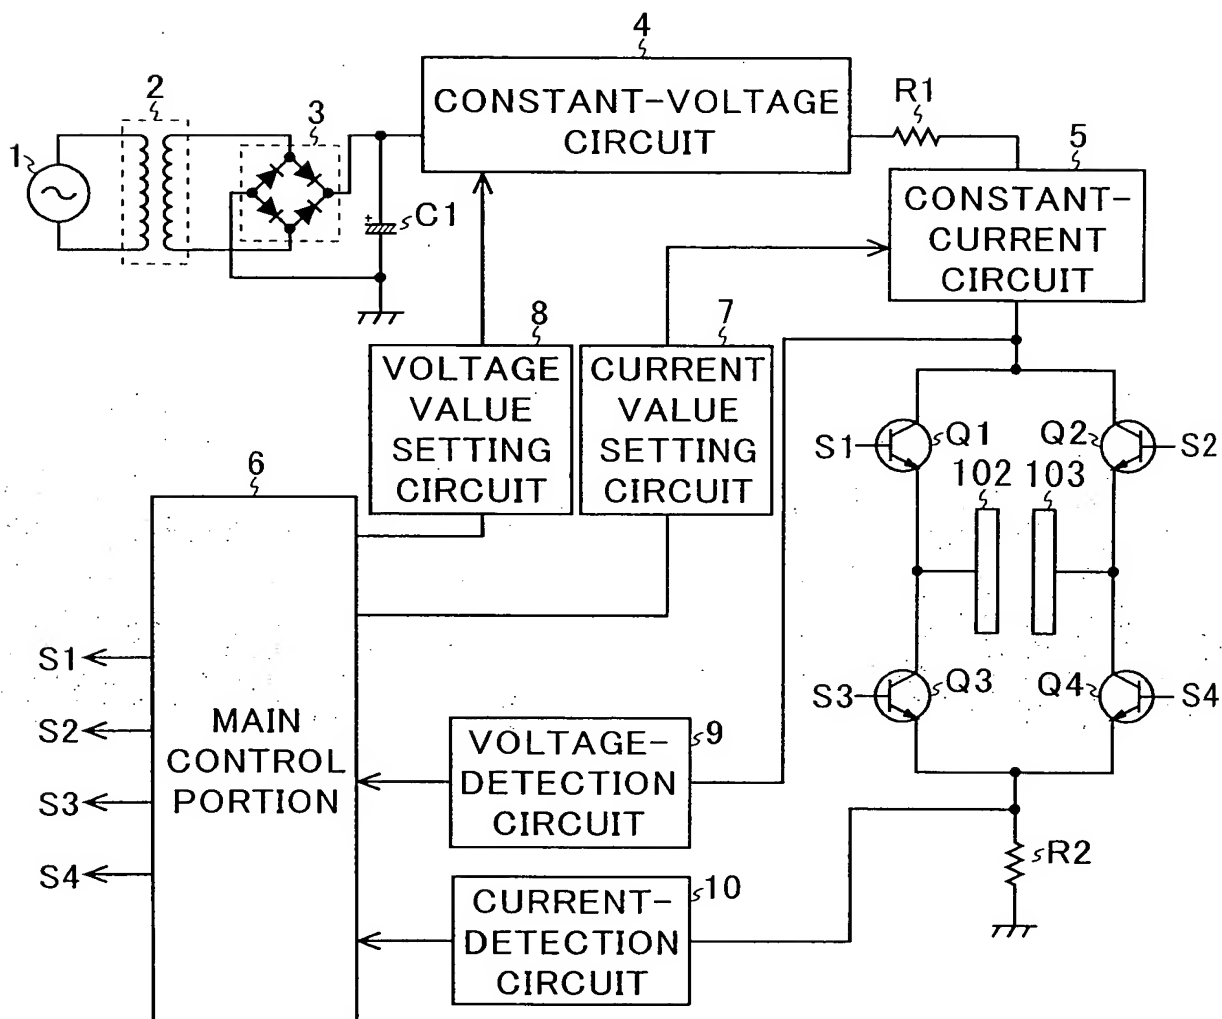 4
CONSTANT-VOLTAGE
CIRCUIT
R1
2
3
1
5
C1
CONSTANT-
CURRENT
CIRCUIT
8
7
VOLTAGE
VALUE
SETTING
CIRCUIT
CURRENT
VALUE
SETTING
CIRCUIT
S1
Q1
Q2
S2
6
102
103
S1
S2
S3
S4
MAIN
CONTROL
PORTION
S3
Q3
Q4
S4
9
VOLTAGE-
DETECTION
CIRCUIT
R2
10
CURRENT-
DETECTION
CIRCUIT